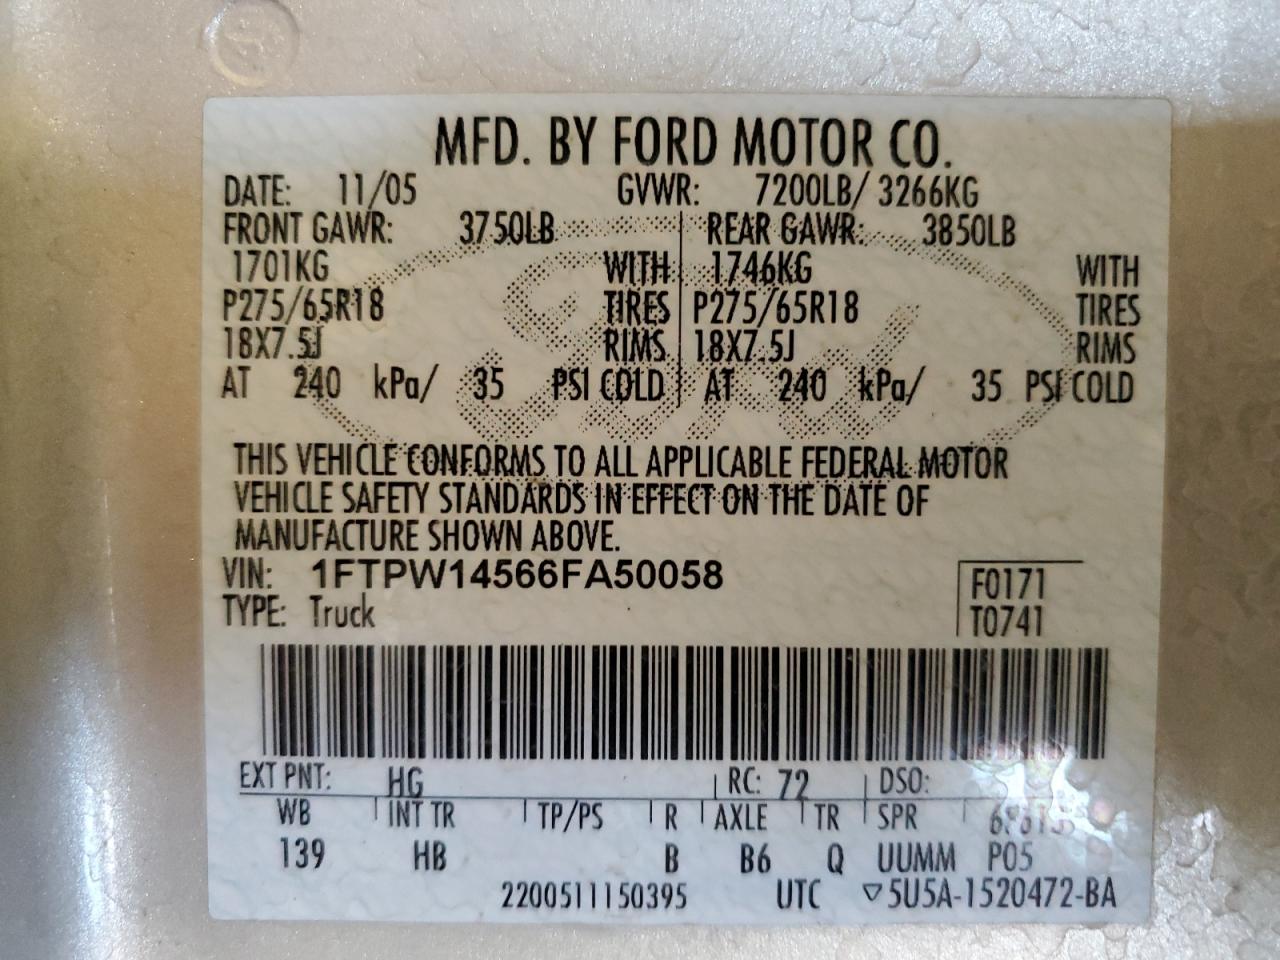 MFD. BY FORD MOTOR CO.
DATE: 11/05 GVWR: 7200LB/ 3266KG
FRONT GAWR: 3750LB REAR GAWR: 3850LB
1701KG WITH 1746KG WITH
P275/65R18 TIRES P275/65R18 TIRES
18X7.5J RIMS 18X7.5J RIMS
AT 240 kPa/ 35 PSI COLD AT 240 kPa/ 35 PSI COLD
THIS VEHICLE CONFORMS TO ALL APPLICABLE FEDERAL MOTOR
VEHICLE SAFETY STANDARDS IN EFFECT ON THE DATE OF
MANUFACTURE SHOWN ABOVE.
VIN: 1FTPW14566FA50058
TYPE: Truck
F0171
T0741
EXT PNT: HG RC: 72 DSO:
WB INT TR TP/PS R AXLE TR SPR
139 HB B B6 Q UUMM P05
2200511150395 UTC ▽5U5A-1520472-BA